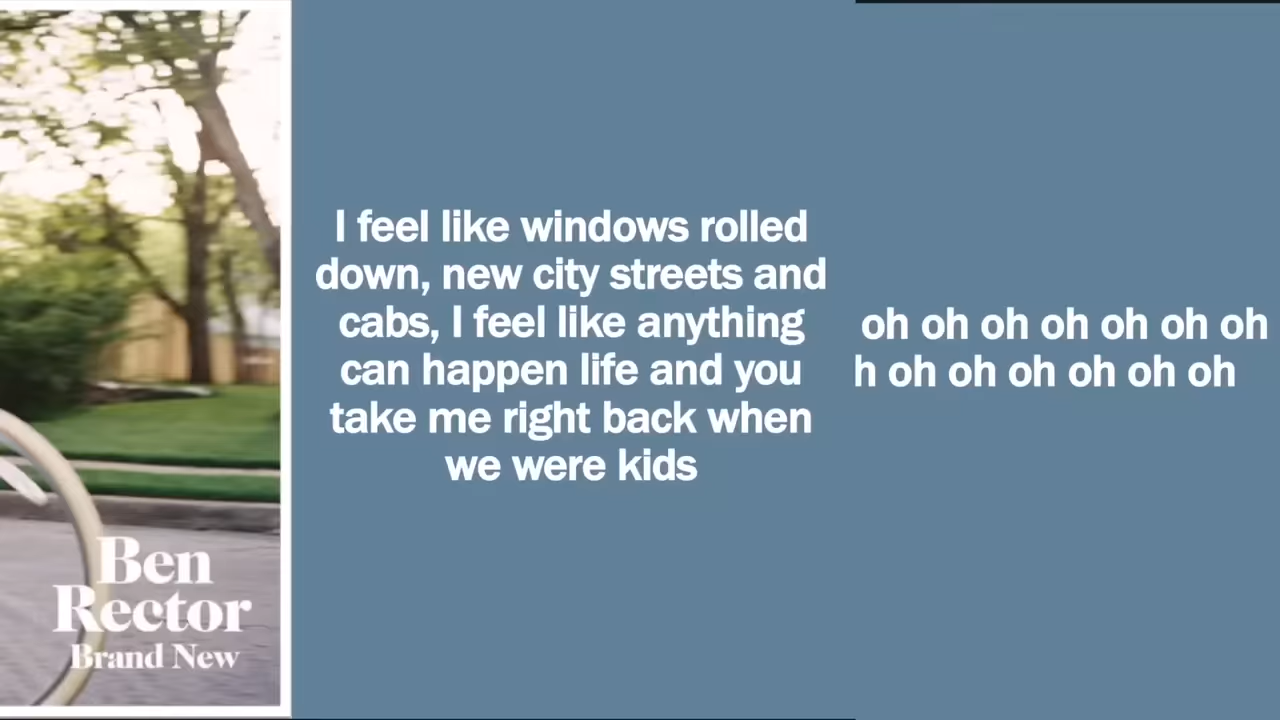 I feel like windows rolled
down, new city streets and
cabs, I feel like anything
can happen life and you
take me right back when
we were kids
oh oh oh oh oh oh oh
h oh oh oh oh oh oh
Ben
Rector
Brand New